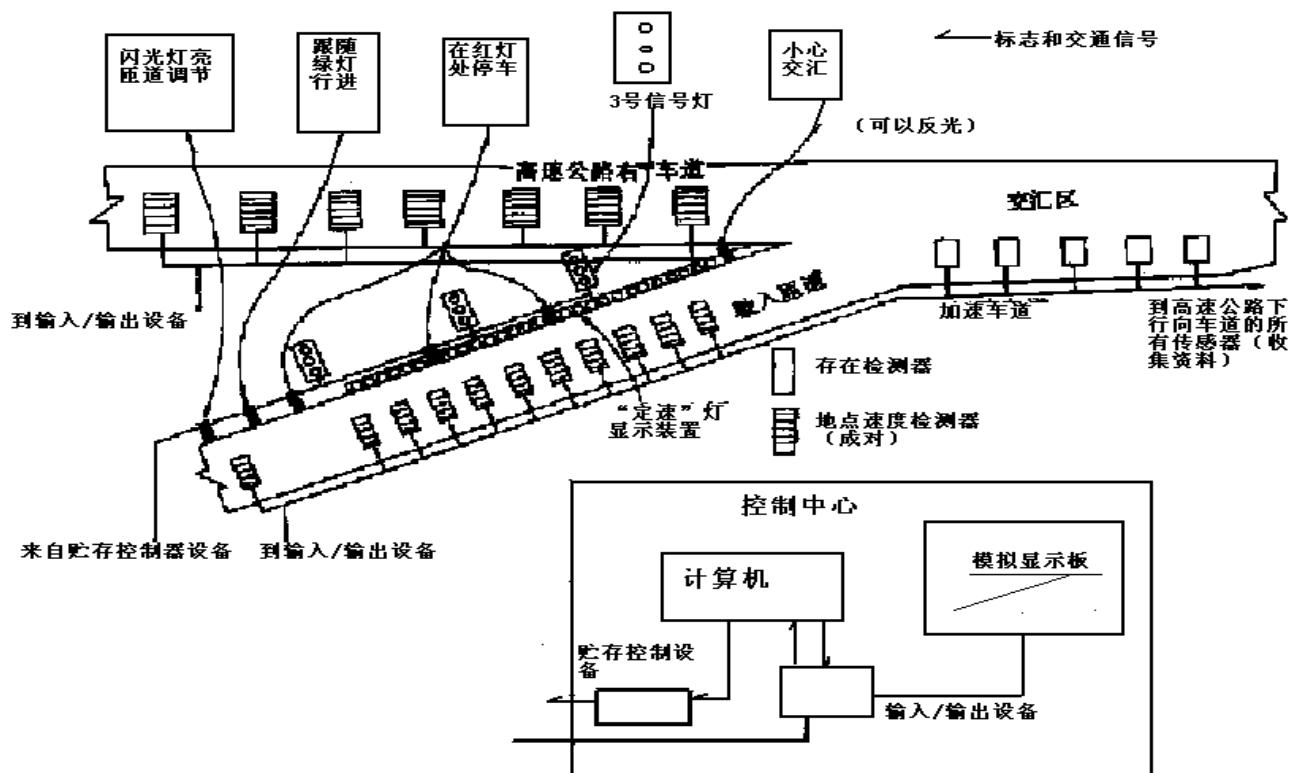 闪光灯亮
匝道调节
跟随
绿灯
行进
在红灯
处停车
3号信号灯
小心
交汇
标志和交通信号
(可以反光)
高速公路右 车道
交汇区
到输入/输出设备
驶入匝道
加速车道
到高速公路下
行向车道的所
有传感器(收
集资料)
存在检测器
“定速”灯
显示装置
地点速度检测器
(成对)
来自贮存控制器设备
到输入/输出设备
控制中心
计算机
模拟显示板
贮存控制设
备
输入/输出设备